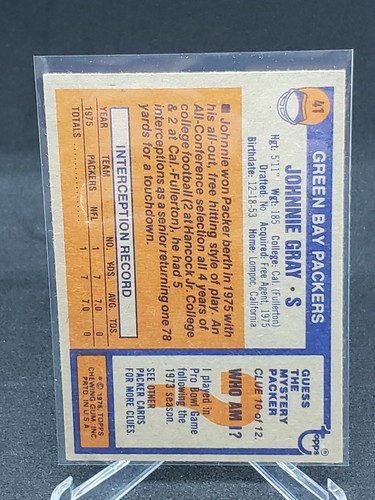 41
GREEN BAY PACKERS
JOHNNIE GRAY • S
Hgt: 5'11" Wgt: 185 College: Cal. (Fullerton)
Drafted: No Acquired: Free Agent, 1975
Birthdate: 12-18-53 Home: Lompoc, California
■ Johnnie won Packer berth in 1975 with
his all-out, free hitting style of play. An
All-Conference selection all 4 years of
college football (2 at Hancock Jr. College
& 2 at Cal.-Fullerton), he had 5
interceptions as a senior returning one 78
yards for a touchdown.
INTERCEPTION RECORD
YEAR TEAM NO. YDS. AVG. TDS
1975 PACKERS NFL 1 7 7.0 0
TOTALS 1 7 7.0 0
topps®
GUESS
THE
MYSTERY
PACKER
CLUE 10 of 12.
WHO AM I?
I played in
Pro Bowl Game
following the
1973 season.
SEE OTHER
PACKER CARDS
FOR MORE CLUES.
© 1976, TOPPS
CHEWING GUM, INC.
PRTD. IN U.S.A.